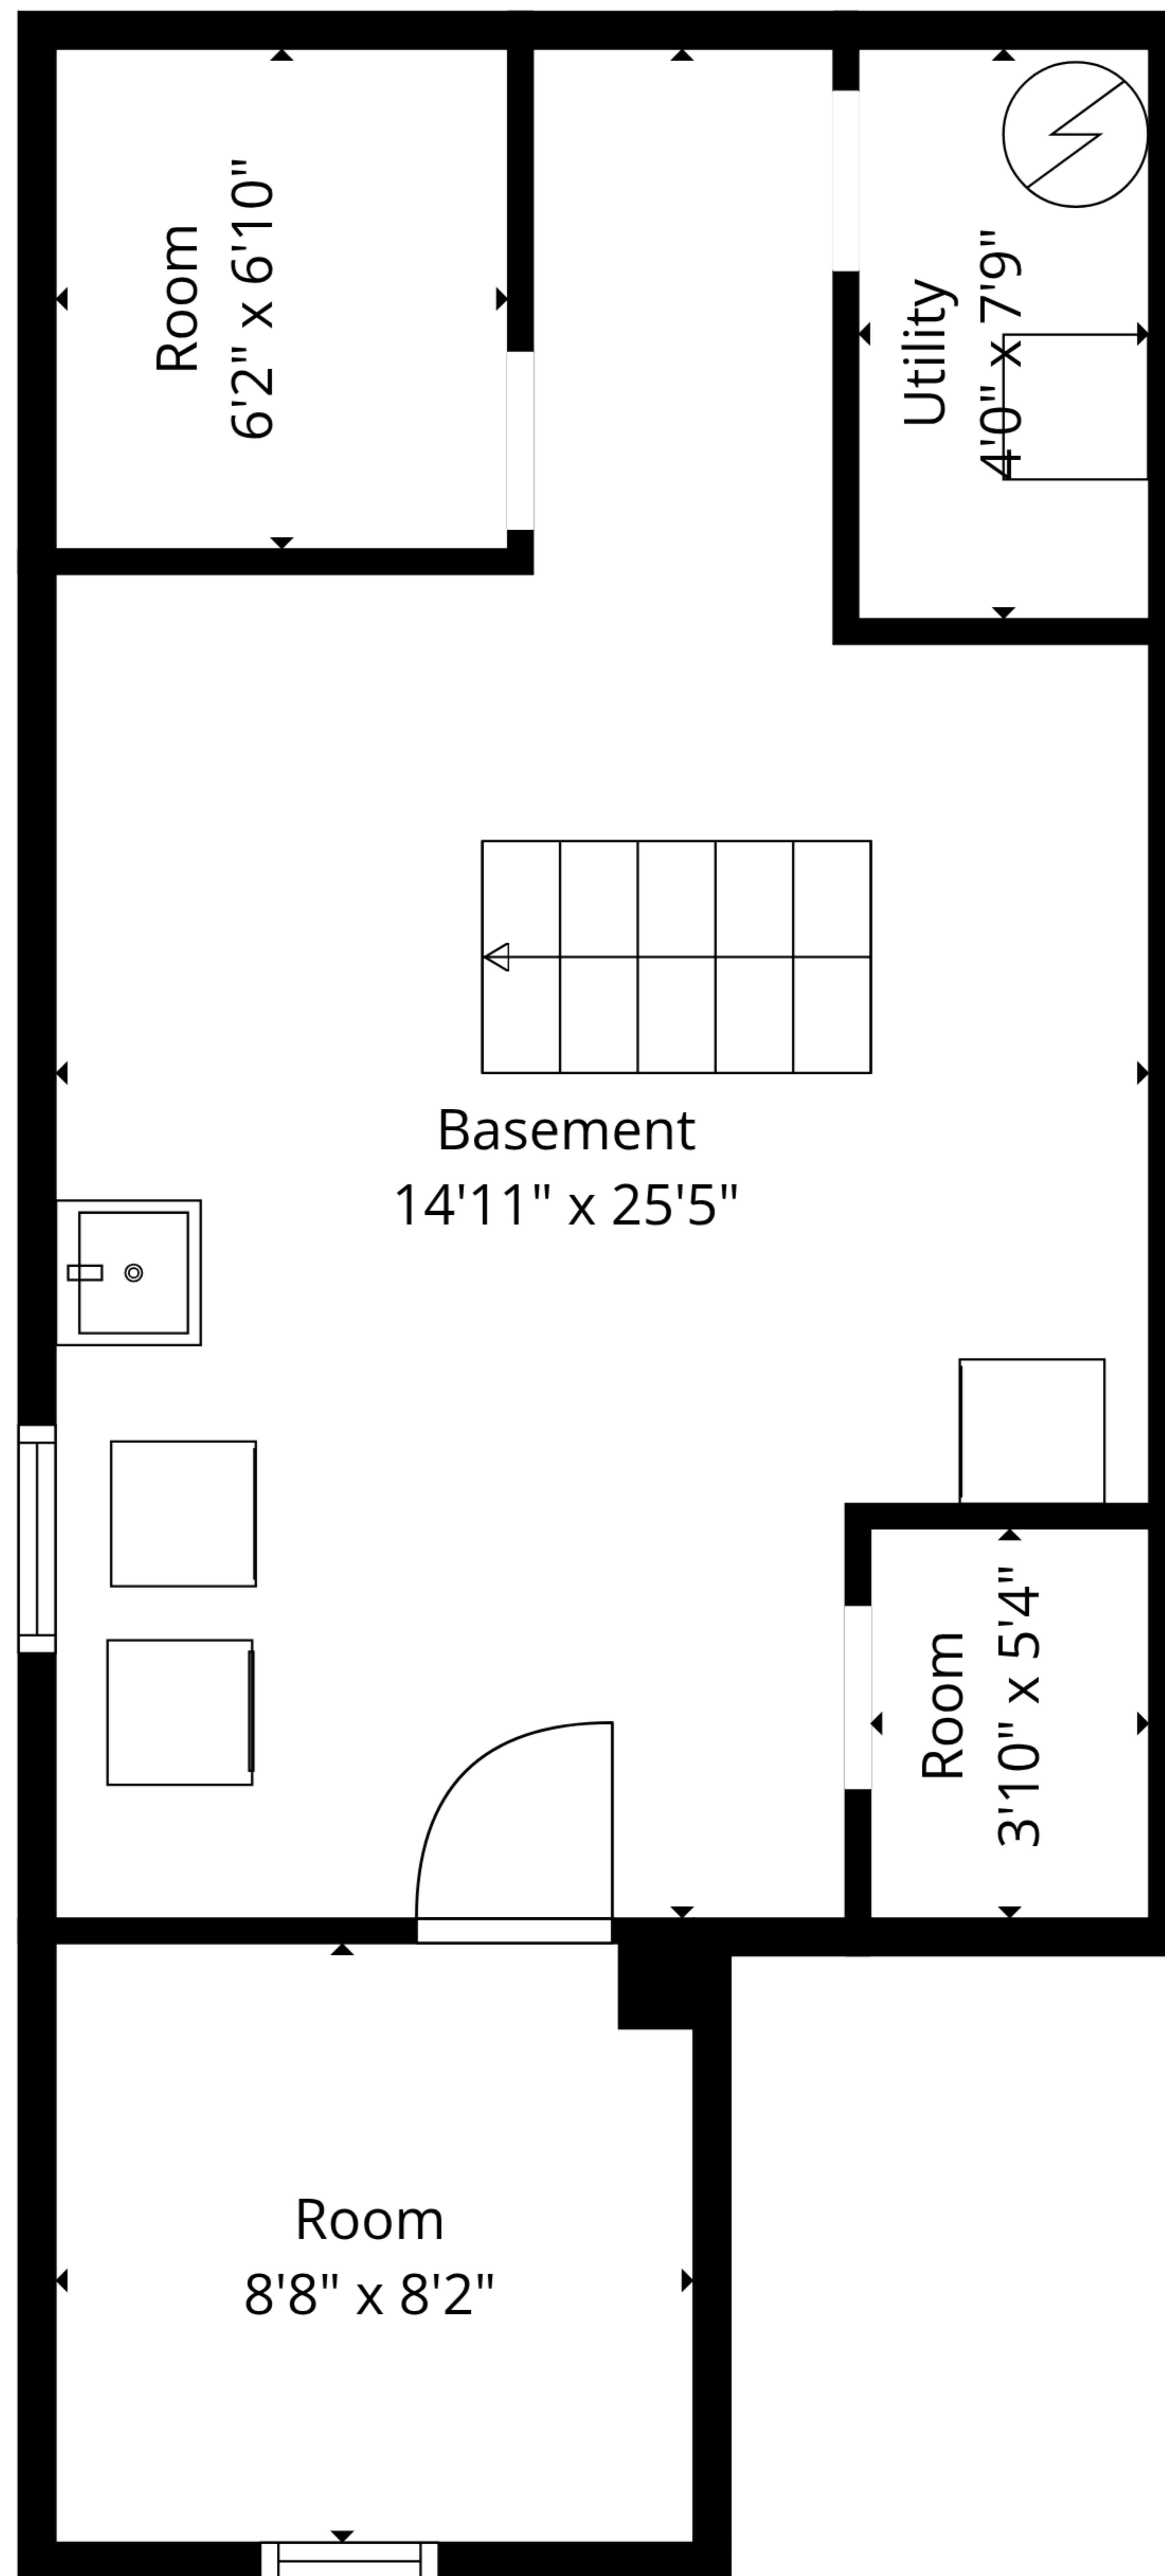 Room
6'2" x 6'10"
Utility
4'0" x 7'9"
Basement
14'11" x 25'5"
Room
3'10" x 5'4"
Room
8'8" x 8'2"